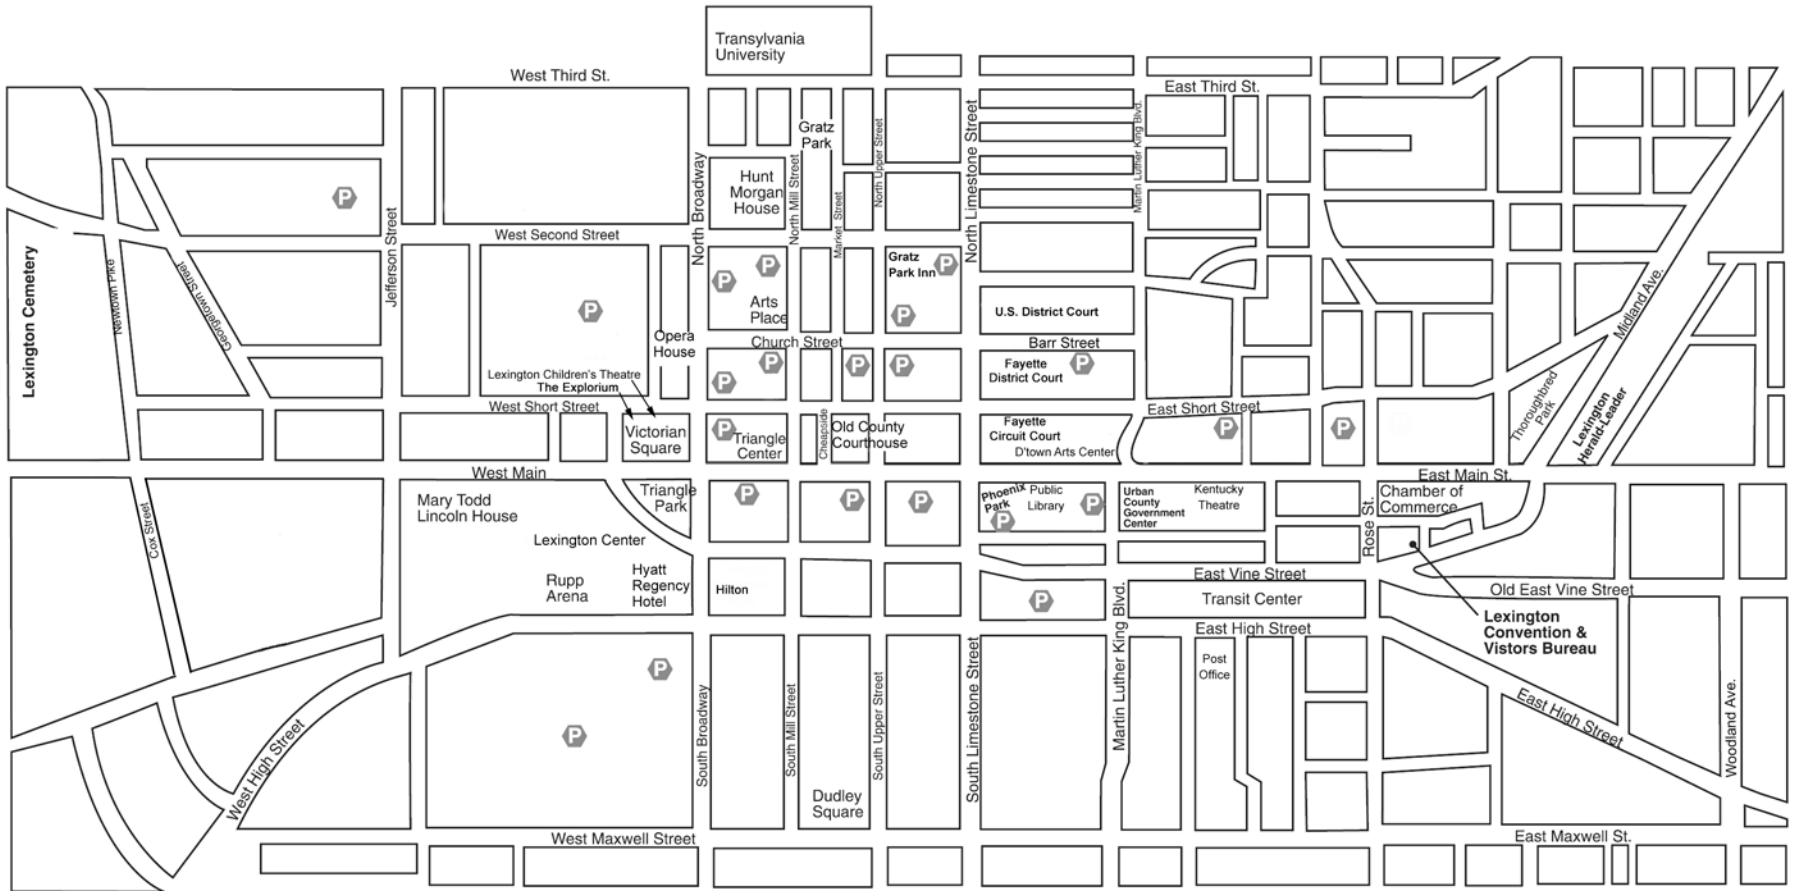 Transylvania
University
West Third St.
East Third St.
Gratz
Park
North Limestone Street
Martin Luther King Blvd.
North Upper Street
North Broadway
North Mill Street
Market Street
Hunt
Morgan
House
P
Jefferson Street
West Second Street
Lexington Cemetery
Newtown Pike
Georgetown Street
Gratz
Park Inn
P
P
P
P
Arts
Place
P
P
U.S. District Court
Midland Ave.
Opera
House
Church Street
Barr Street
Lexington Children's Theatre
The Explorium
P
P
P
P
Fayette
District Court
P
West Short Street
East Short Street
Thoroughbred
Park
Lexington
Herald-Leader
Victorian
Square
P
Triangle
Center
Cheapside
Old County
Courthouse
Fayette
Circuit Court
D'town Arts Center
P
P
West Main
East Main St.
Mary Todd
Lincoln House
Triangle
Park
P
P
P
Phoenix
Park
P
Public
Library
P
Urban
County
Government
Center
Kentucky
Theatre
Rose St.
Chamber of
Commerce
Cox Street
Lexington Center
Rupp
Arena
Hyatt
Regency
Hotel
Hilton
P
East Vine Street
Transit Center
Old East Vine Street
Lexington
Convention &
Vistors Bureau
East High Street
Martin Luther King Blvd.
Post
Office
P
P
West High Street
South Broadway
South Mill Street
South Upper Street
South Limestone Street
East High Street
Woodland Ave.
Dudley
Square
West Maxwell Street
East Maxwell St.